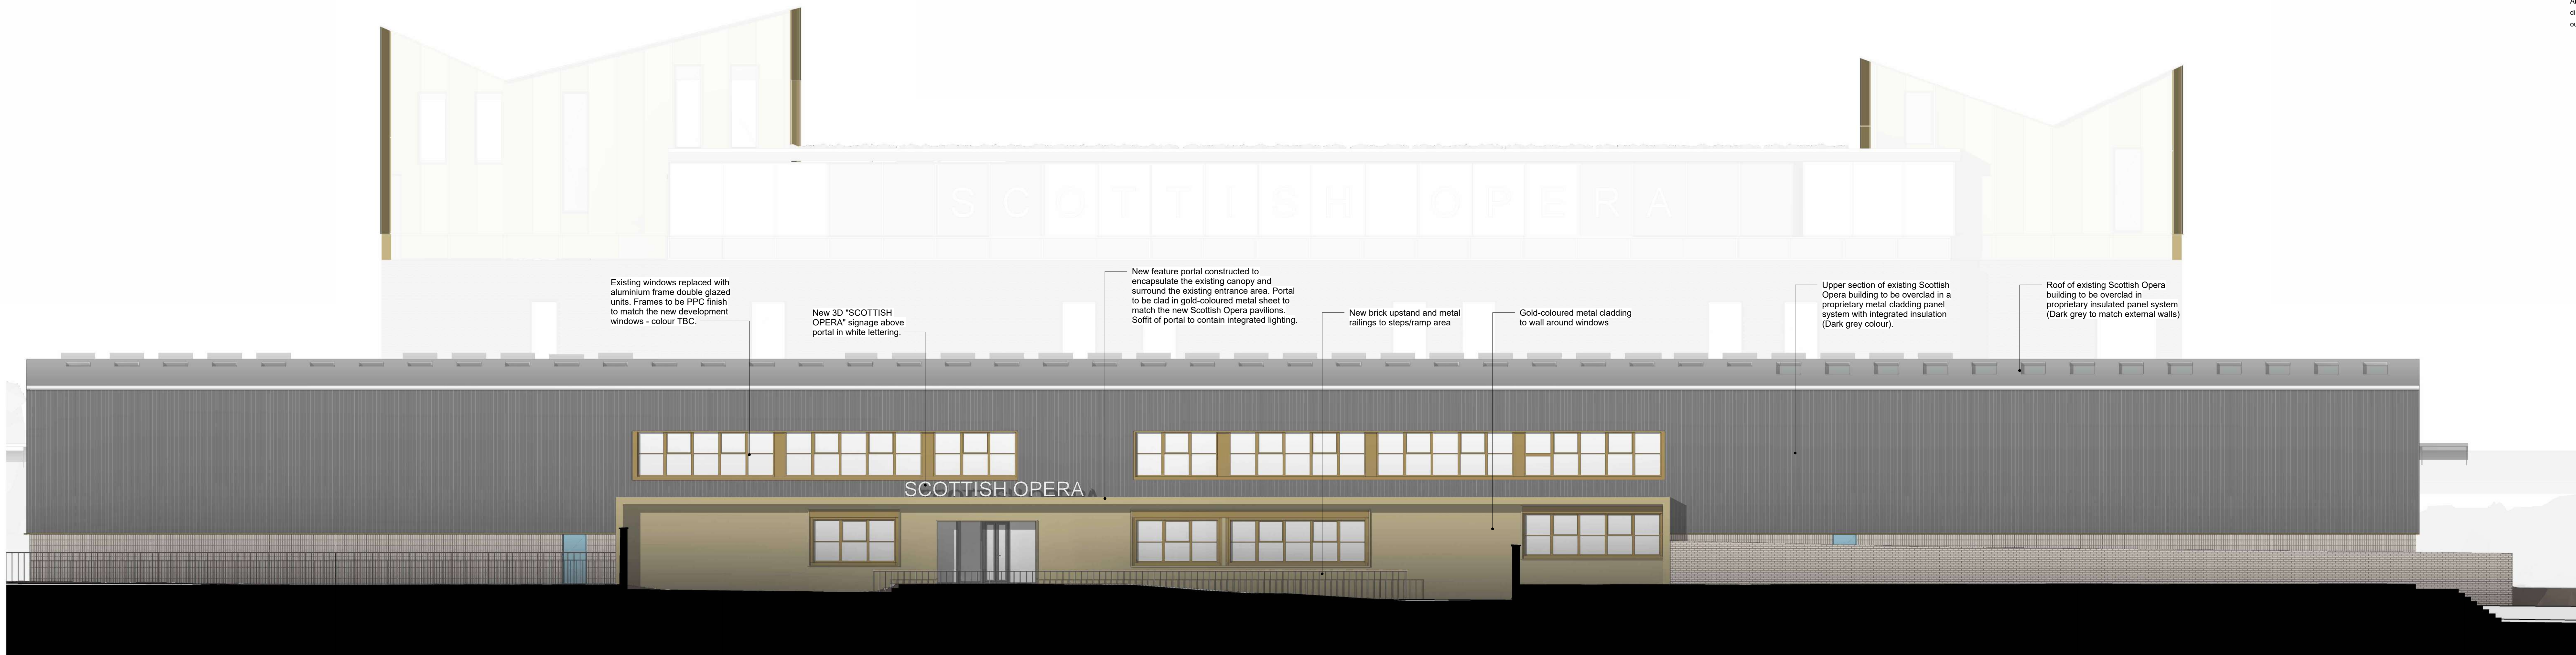 SCOTTISH OPERA
Existing windows replaced with
aluminium frame double glazed
units. Frames to be PPC finish
to match the new development
windows - colour TBC.
New 3D "SCOTTISH
OPERA" signage above
portal in white lettering.
New feature portal constructed to
encapsulate the existing canopy and
surround the existing entrance area. Portal
to be clad in gold-coloured metal sheet to
match the new Scottish Opera pavilions.
Soffit of portal to contain integrated lighting.
New brick upstand and metal
railings to steps/ramp area
Gold-coloured metal cladding
to wall around windows
Upper section of existing Scottish
Opera building to be overclad in a
proprietary metal cladding panel
system with integrated insulation
(Dark grey colour).
Roof of existing Scottish Opera
building to be overclad in
proprietary insulated panel system
(Dark grey to match external walls)
SCOTTISH OPERA